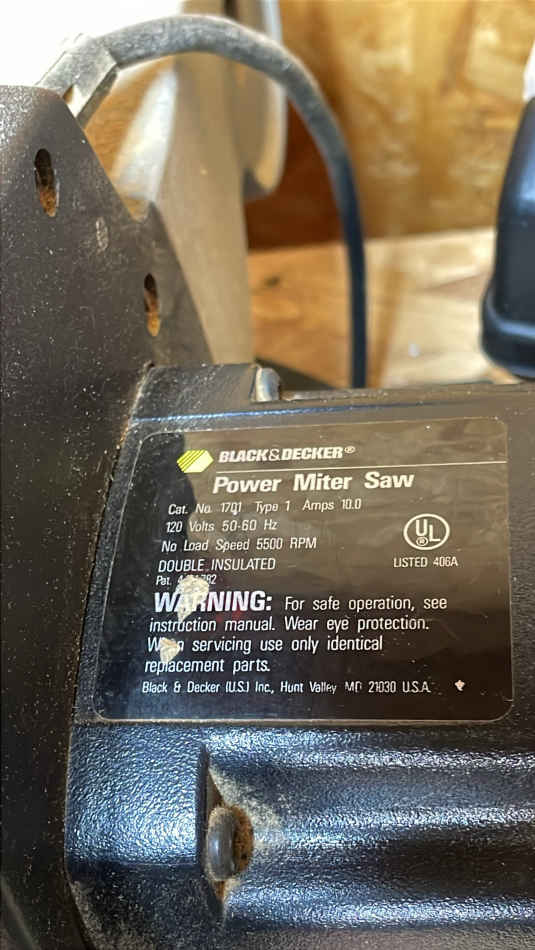 BLACK&DECKER®
Power Miter Saw
Cat. No. 1701 Type 1 Amps 10.0
120 Volts 50-60 Hz
No Load Speed 5500 RPM
DOUBLE INSULATED
Pat.
UL
®
LISTED 406A
WARNING: For safe operation, see
instruction manual. Wear eye protection.
When servicing use only identical
replacement parts.
Black & Decker (U.S.) Inc., Hunt Valley MD 21030 U.S.A.